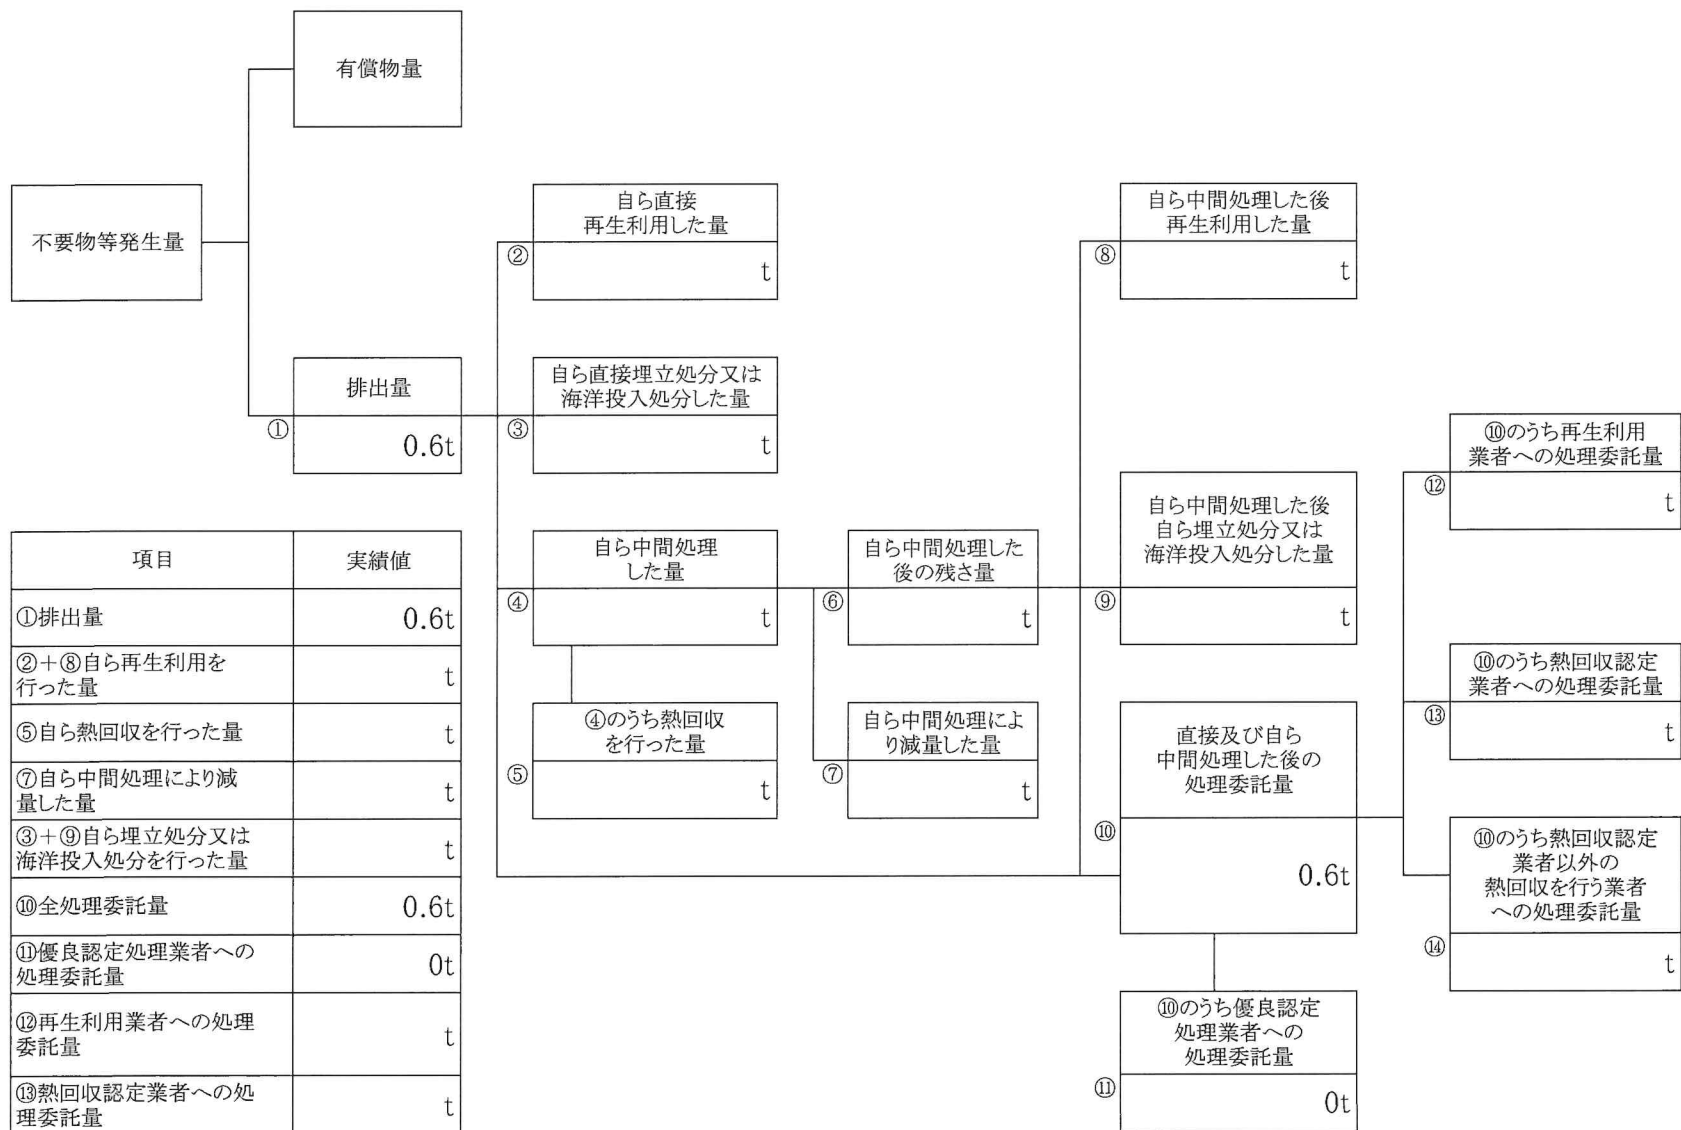 有償物量
不要物等発生量
自ら直接
再生利用した量
②
t
自ら中間処理した後
再生利用した量
⑧
t
排出量
①
0.6t
自ら直接埋立処分又は
海洋投入処分した量
③
t
⑩のうち再生利用
業者への処理委託量
⑫
t
自ら中間処理
した量
④
t
自ら中間処理した
後の残さ量
⑥
t
自ら中間処理した後
自ら埋立処分又は
海洋投入処分した量
⑨
t
⑩のうち熱回収認定
業者への処理委託量
⑬
t
④のうち熱回収
を行った量
⑤
t
自ら中間処理によ
り減量した量
⑦
t
直接及び自ら
中間処理した後の
処理委託量
⑩
0.6t
⑩のうち熱回収認定
業者以外の
熱回収を行う業者
への処理委託量
⑭
t
⑩のうち優良認定
処理業者への
処理委託量
⑪
0t
項目 実績値
①排出量 0.6t
②+⑧自ら再生利用を
行った量 t
⑤自ら熱回収を行った量 t
⑦自ら中間処理により減
量した量 t
③+⑨自ら埋立処分又は
海洋投入処分を行った量 t
⑩全処理委託量 0.6t
⑪優良認定処理業者への
処理委託量 0t
⑫再生利用業者への処理
委託量 t
⑬熱回収認定業者への処
理委託量 t